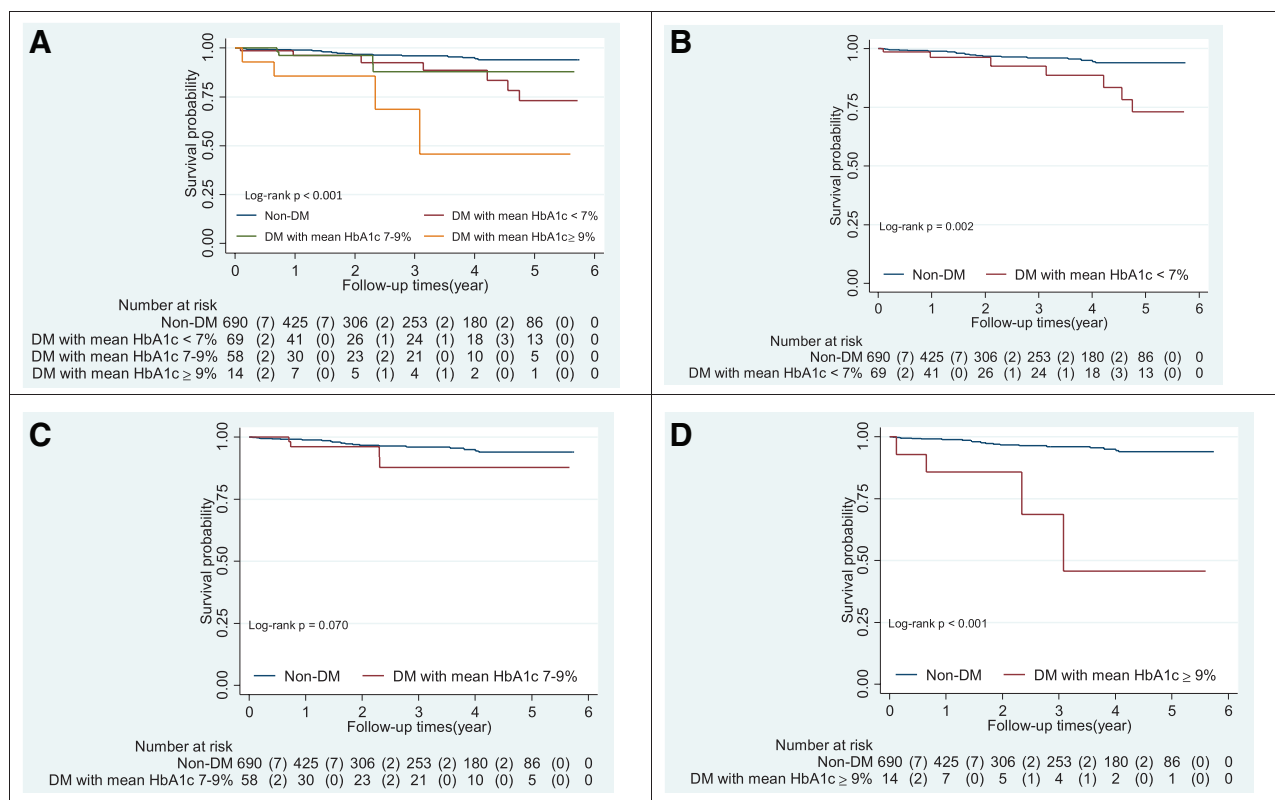 A
Survival probability
1.00
0.75
0.50
0.25
0.00
Log-rank p < 0.001
Non-DM
DM with mean HbA1c < 7%
DM with mean HbA1c 7-9%
DM with mean HbA1c≥ 9%
0 1 2 3 4 5 6
Follow-up times(year)
Number at risk
Non-DM 690 (7) 425 (7) 306 (2) 253 (2) 180 (2) 86 (0) 0
DM with mean HbA1c < 7% 69 (2) 41 (0) 26 (1) 24 (1) 18 (3) 13 (0) 0
DM with mean HbA1c 7-9% 58 (2) 30 (0) 23 (2) 21 (0) 10 (0) 5 (0) 0
DM with mean HbA1c ≥ 9% 14 (2) 7 (0) 5 (1) 4 (1) 2 (0) 1 (0) 0
B
Survival probability
1.00
0.75
0.50
0.25
0.00
Log-rank p = 0.002
Non-DM
DM with mean HbA1c < 7%
0 1 2 3 4 5 6
Follow-up times(year)
Number at risk
Non-DM 690 (7) 425 (7) 306 (2) 253 (2) 180 (2) 86 (0) 0
DM with mean HbA1c < 7% 69 (2) 41 (0) 26 (1) 24 (1) 18 (3) 13 (0) 0
C
Survival probability
1.00
0.75
0.50
0.25
0.00
Log-rank p = 0.070
Non-DM
DM with mean HbA1c 7-9%
0 1 2 3 4 5 6
Follow-up times(year)
Number at risk
Non-DM 690 (7) 425 (7) 306 (2) 253 (2) 180 (2) 86 (0) 0
DM with mean HbA1c 7-9% 58 (2) 30 (0) 23 (2) 21 (0) 10 (0) 5 (0) 0
D
Survival probability
1.00
0.75
0.50
0.25
0.00
Log-rank p < 0.001
Non-DM
DM with mean HbA1c ≥ 9%
0 1 2 3 4 5 6
Follow-up times(year)
Number at risk
Non-DM 690 (7) 425 (7) 306 (2) 253 (2) 180 (2) 86 (0) 0
DM with mean HbA1c ≥ 9% 14 (2) 7 (0) 5 (1) 4 (1) 2 (0) 1 (0) 0